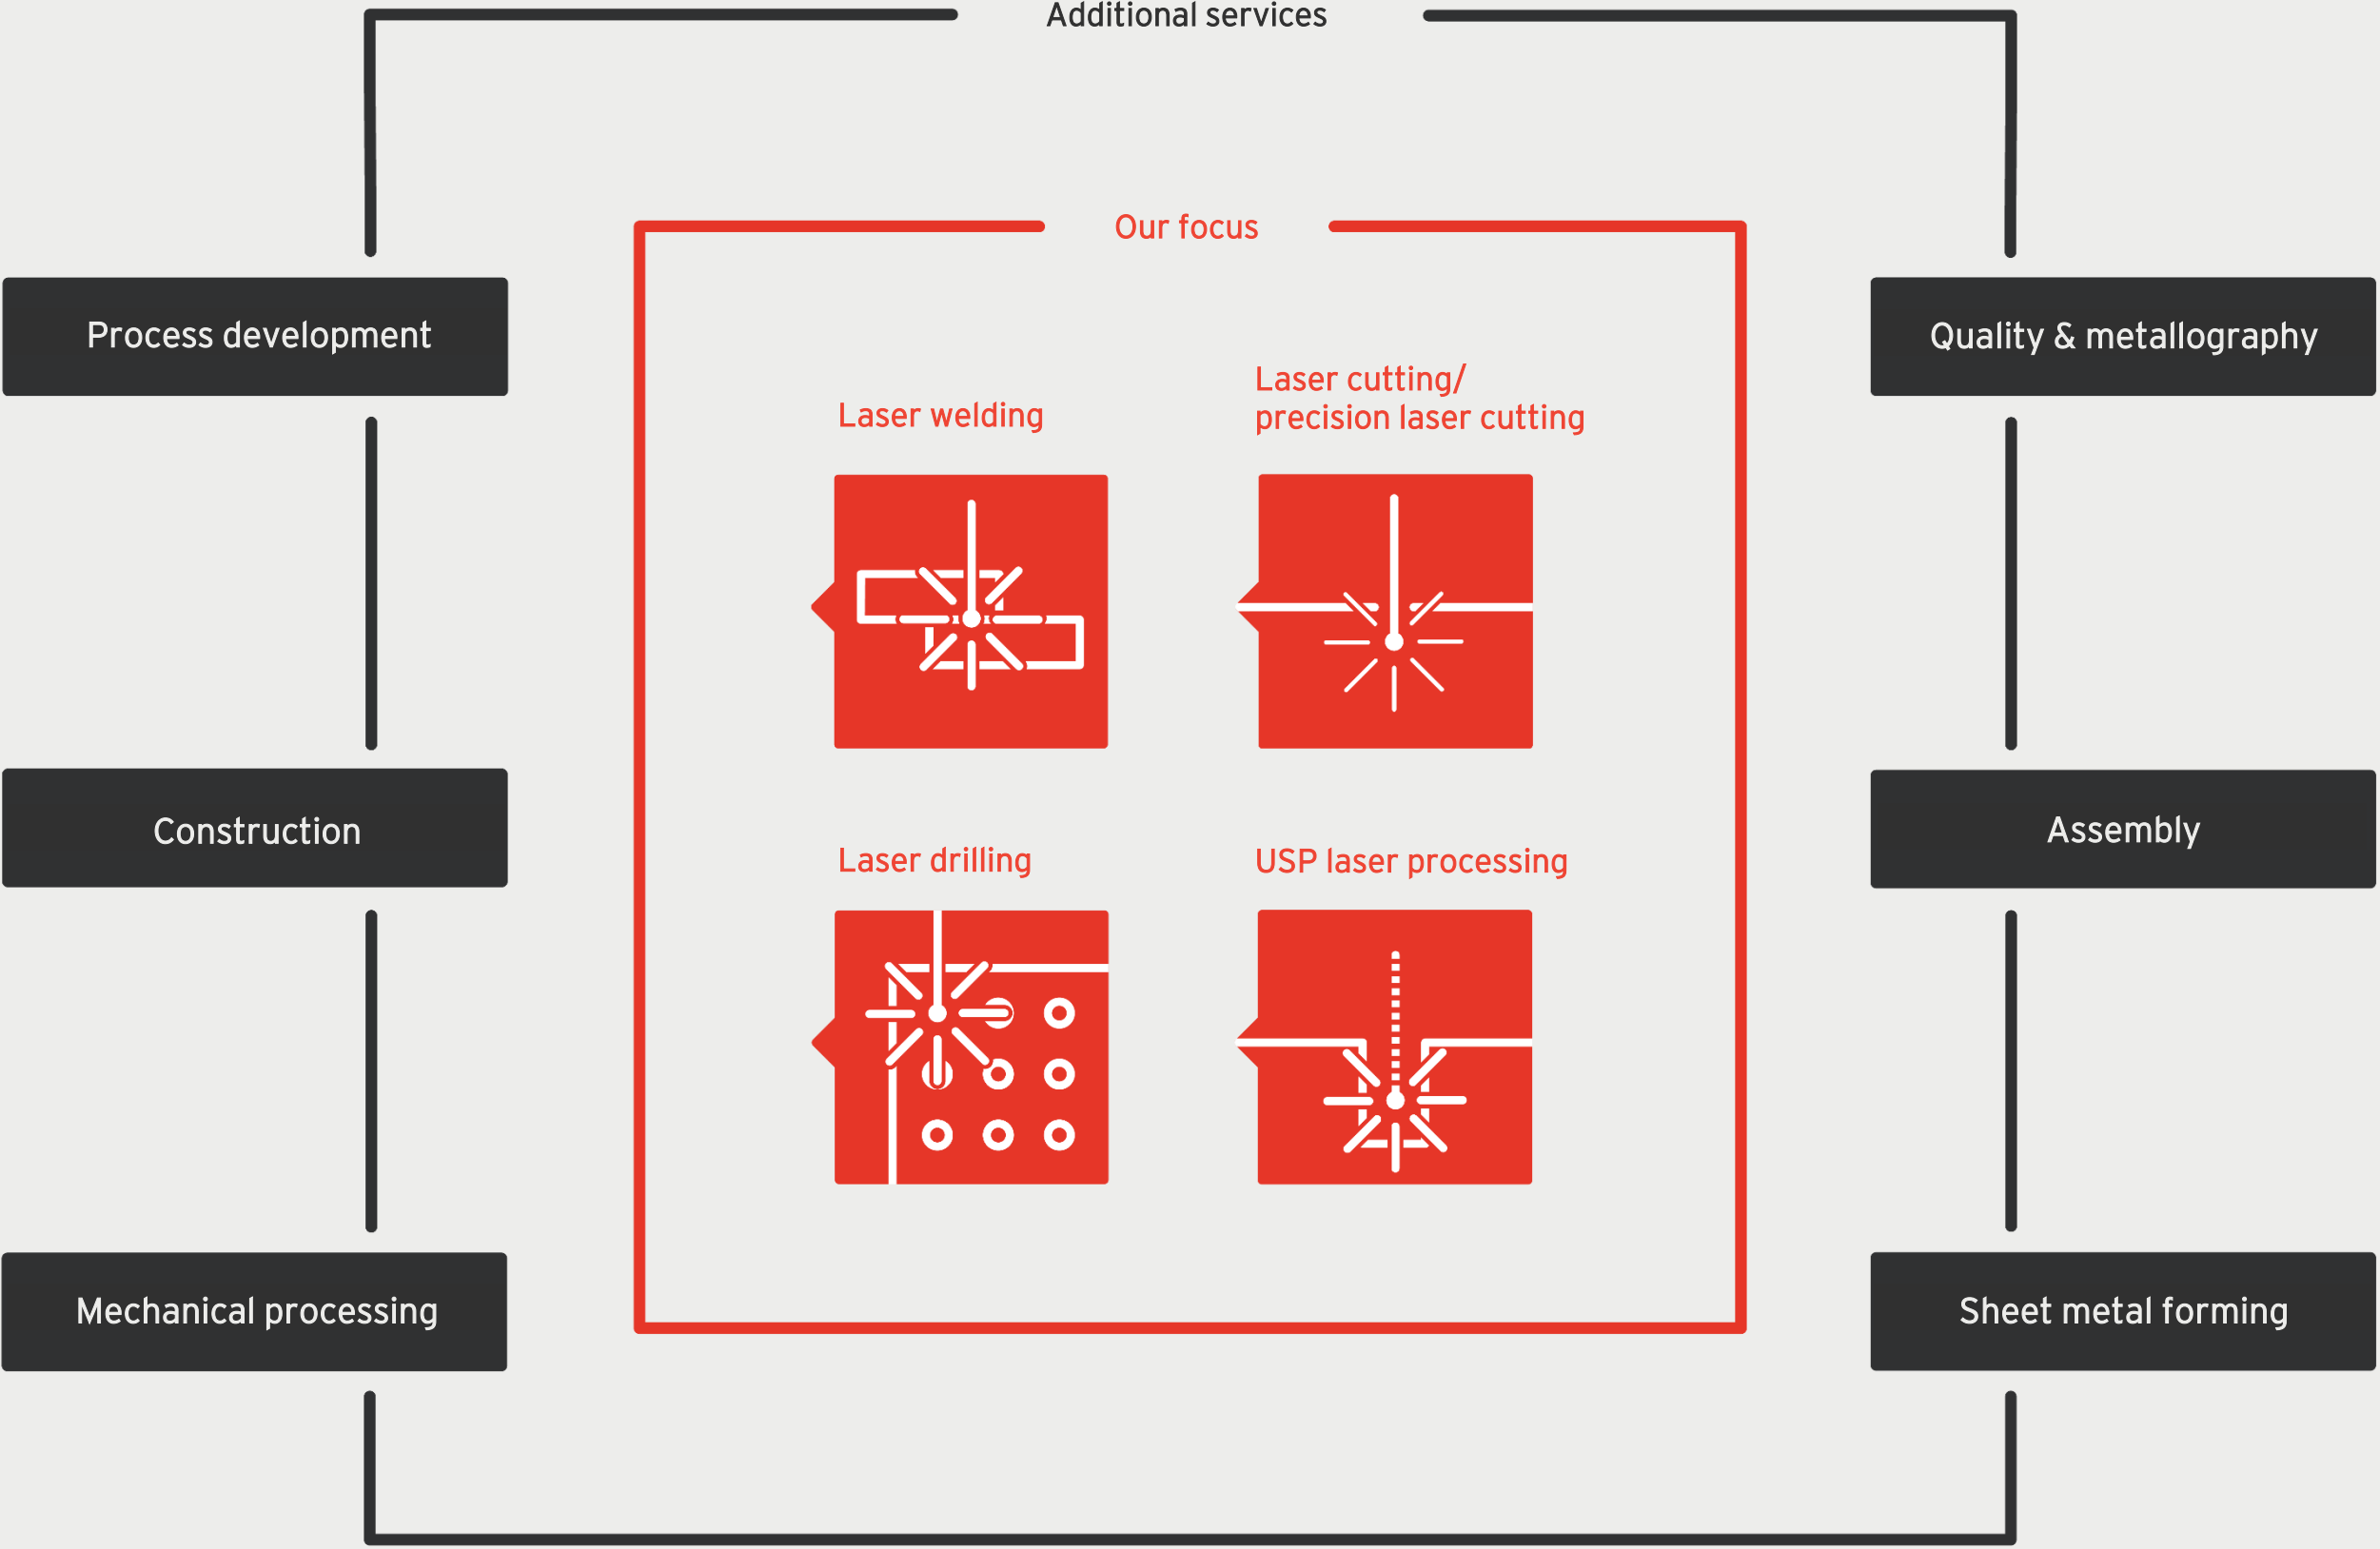 Additional services
Our focus
Process development
Quality & metallography
Laser welding
Laser cutting/
precision laser cutting
Construction
Assembly
Laser drilling
USP laser processing
Mechanical processing
Sheet metal forming